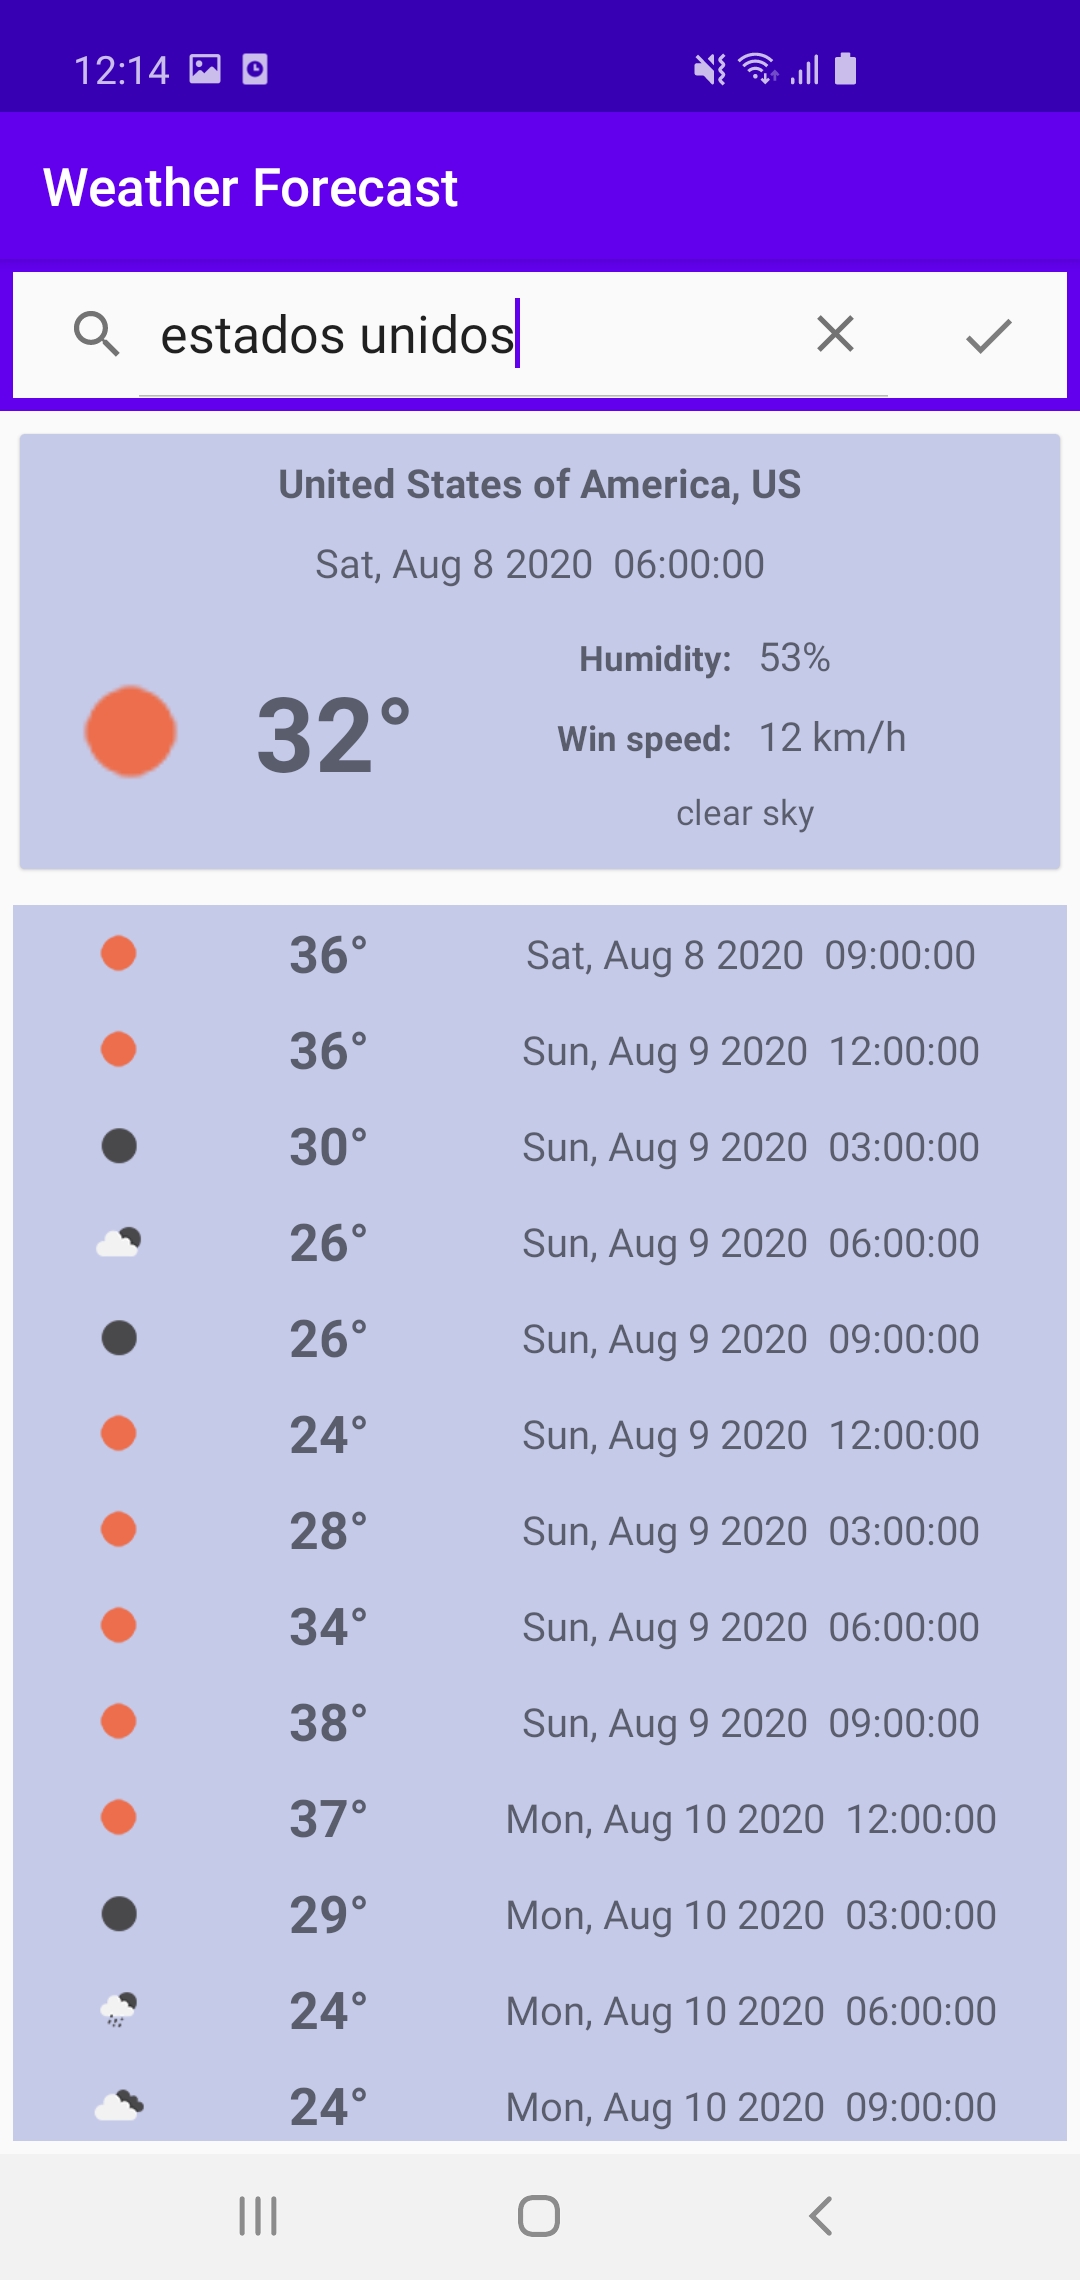 12:14
Weather Forecast
estados unidos
United States of America, US
Sat, Aug 8 2020  06:00:00
Humidity: 53%
32°
Win speed: 12 km/h
clear sky
36° Sat, Aug 8 2020  09:00:00
36° Sun, Aug 9 2020  12:00:00
30° Sun, Aug 9 2020  03:00:00
26° Sun, Aug 9 2020  06:00:00
26° Sun, Aug 9 2020  09:00:00
24° Sun, Aug 9 2020  12:00:00
28° Sun, Aug 9 2020  03:00:00
34° Sun, Aug 9 2020  06:00:00
38° Sun, Aug 9 2020  09:00:00
37° Mon, Aug 10 2020  12:00:00
29° Mon, Aug 10 2020  03:00:00
24° Mon, Aug 10 2020  06:00:00
24° Mon, Aug 10 2020  09:00:00